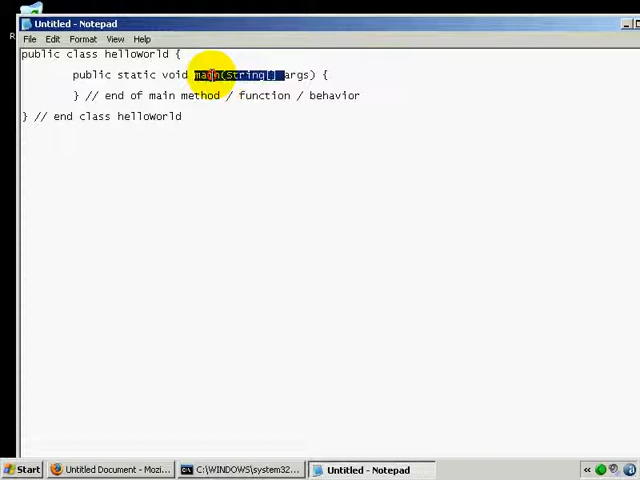 Untitled - Notepad
File Edit Format View Help
public class helloWorld {
public static void main(String[] args) {
} // end of main method / function / behavior
} // end class helloWorld
Start
Untitled Document - Mozi...
C:\WINDOWS\system32...
Untitled - Notepad
«